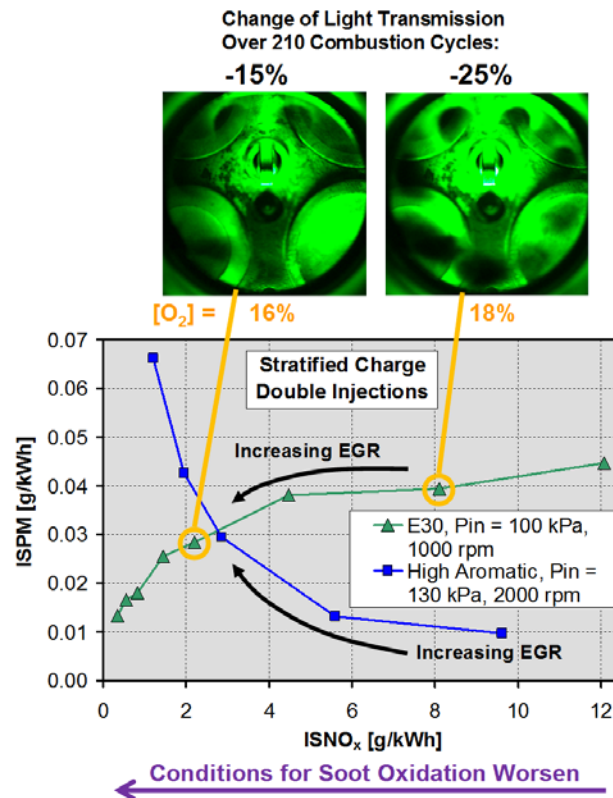 Change of Light Transmission
Over 210 Combustion Cycles:
-15%
-25%
[O₂] = 16%
18%
0.07
0.06
0.05
0.04
0.03
0.02
0.01
0.00
ISPM [g/kWh]
Stratified Charge
Double Injections
Increasing EGR
E30, Pin = 100 kPa,
1000 rpm
High Aromatic, Pin =
130 kPa, 2000 rpm
Increasing EGR
0 2 4 6 8 10 12
ISNOₓ [g/kWh]
Conditions for Soot Oxidation Worsen